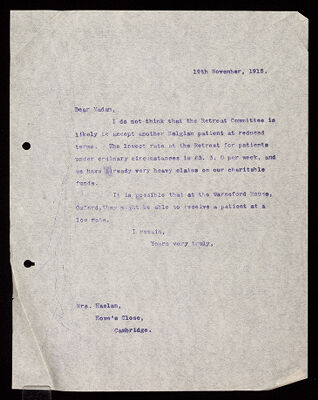 19th November, 1915.
Dear Madam,
I do not think that the Retreat Committee is
likely to accept another Belgian patient at reduced
terms. The lowest rate at the Retreat for patients
under ordinary circumstances is £3. 3. 0 per week, and
we have already very heavy claims on our charitable
funds.
It is possible that at the Warneford House,
Oxford, they might be able to receive a patient at a
low rate.
I remain,
Yours very truly,
Mrs. Haslam,
Howe's Close,
Cambridge.